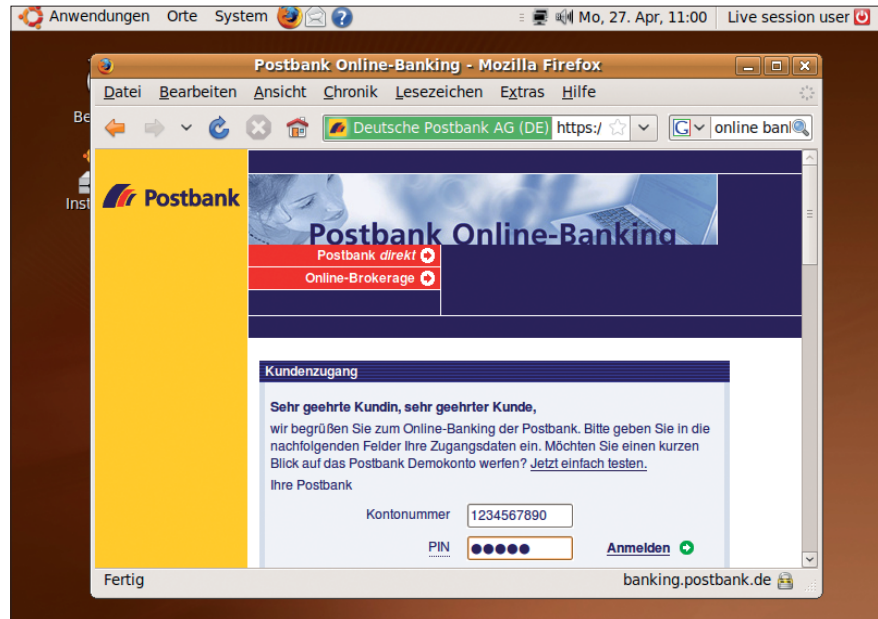 Anwendungen Orte System Mo, 27. Apr, 11:00 Live session user
Postbank Online-Banking - Mozilla Firefox
Datei Bearbeiten Ansicht Chronik Lesezeichen Extras Hilfe
Deutsche Postbank AG (DE) https:/ G online ban
Be
Inst
Postbank
Postbank Online-Banking
Postbank direkt
Online-Brokerage
Kundenzugang
Sehr geehrte Kundin, sehr geehrter Kunde,
wir begrüßen Sie zum Online-Banking der Postbank. Bitte geben Sie in die
nachfolgenden Felder Ihre Zugangsdaten ein. Möchten Sie einen kurzen
Blick auf das Postbank Demokonto werfen? Jetzt einfach testen.
Ihre Postbank
Kontonummer 1234567890
PIN ●●●●● Anmelden
Fertig banking.postbank.de